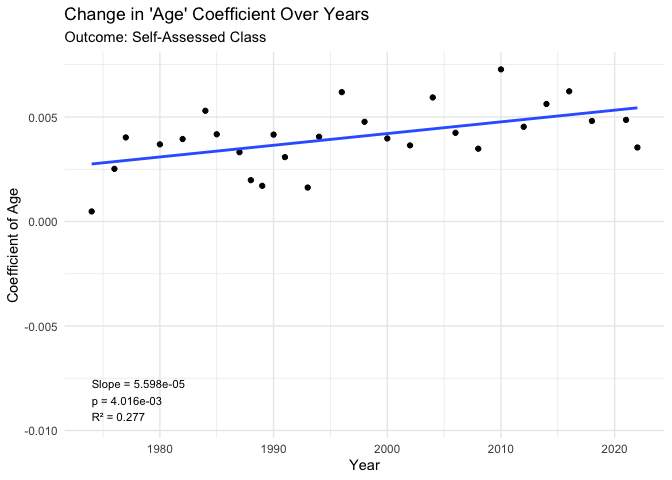 Change in 'Age' Coefficient Over Years
Outcome: Self-Assessed Class
Coefficient of Age
0.005
0.000
-0.005
-0.010
Slope = 5.598e-05
p = 4.016e-03
R² = 0.277
1980 1990 2000 2010 2020
Year